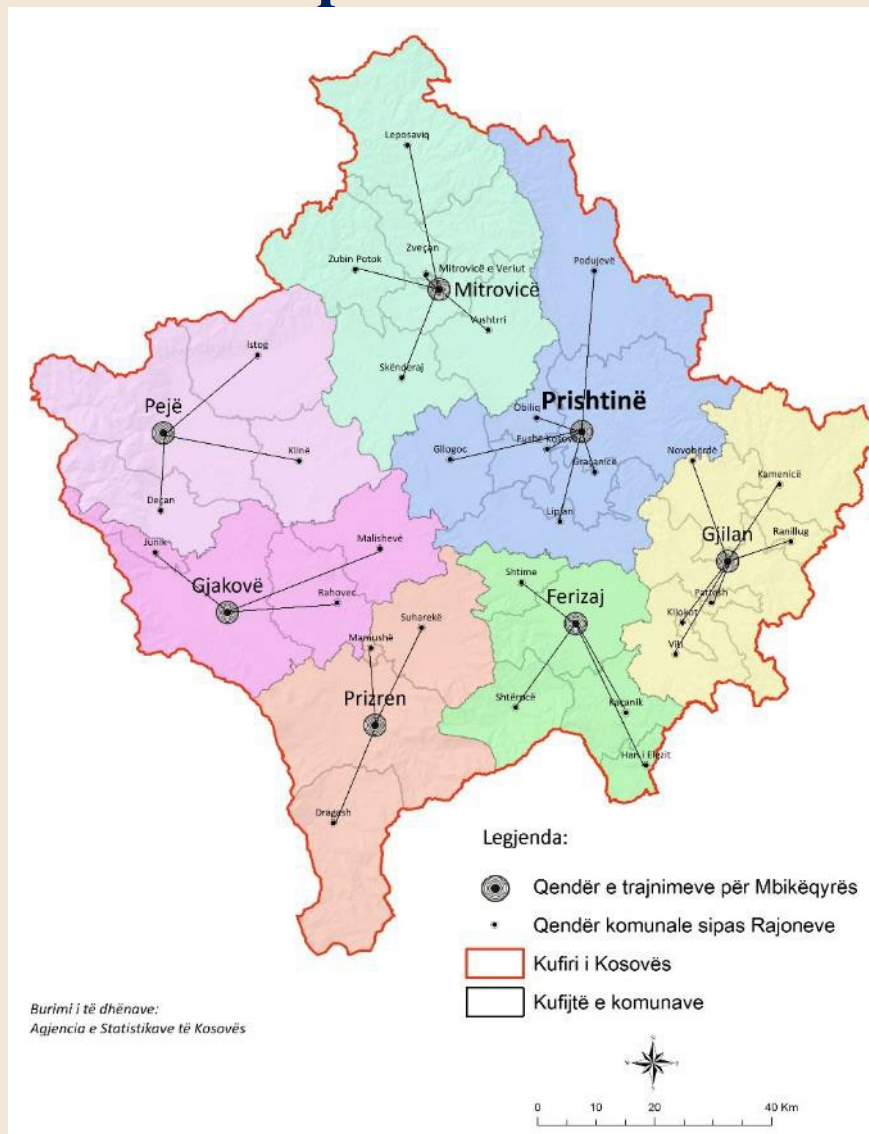 Leposaviq
Zveçan
Zubin Potok
Mitrovicë e Veriut
Mitrovicë
Podujevë
Vushtrri
Istog
Skënderaj
Pejë
Prishtinë
Obiliq
Fushë Kosovë
Gllogoc
Klinë
Graçanicë
Novobërdë
Kamenicë
Deçan
Lipjan
Ranillug
Junik
Malishevë
Gjilan
Gjakovë
Rahovec
Shtime
Ferizaj
Partesh
Suharekë
Kllokot
Mamushë
Viti
Prizren
Shtërpcë
Kaçanik
Han i Elezit
Dragash
Legjenda:
Qendër e trajnimeve për Mbikëqyrës
Qendër komunale sipas Rajoneve
Kufiri i Kosovës
Kufijtë e komunave
Burimi i të dhënave:
Agjencia e Statistikave të Kosovës
0 10 20 40 Km